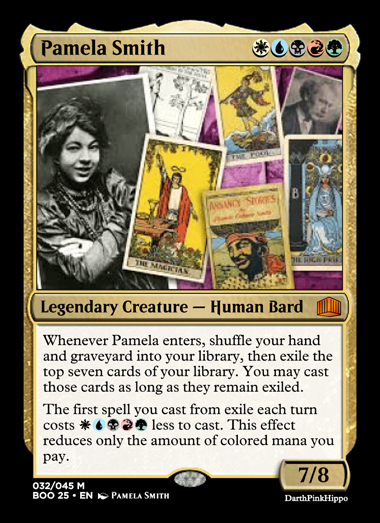 Pamela Smith
THE FOOL.
THE MAGICIAN.
ANNANCY STORIES
Pamela Colman Smith
B
THE HIGH PRIE
Legendary Creature — Human Bard
Whenever Pamela enters, shuffle your hand
and graveyard into your library, then exile the
top seven cards of your library. You may cast
those cards as long as they remain exiled.
The first spell you cast from exile each turn
costs less to cast. This effect
reduces only the amount of colored mana you
pay.
7/8
032/045 M
BOO 25 • EN PAMELA SMITH
DarthPinkHippo